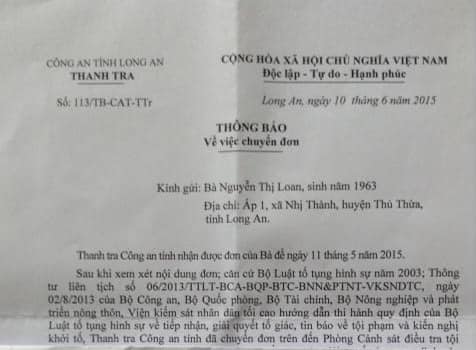 CÔNG AN TỈNH LONG AN
THANH TRA
Số: 113/TB-CAT-TTr
CỘNG HÒA XÃ HỘI CHỦ NGHĨA VIỆT NAM
Độc lập - Tự do - Hạnh phúc
Long An, ngày 10 tháng 6 năm 2015
THÔNG BÁO
Về việc chuyển đơn
Kính gửi: Bà Nguyễn Thị Loan, sinh năm 1963
Địa chỉ: Ấp 1, xã Nhị Thành, huyện Thủ Thừa,
tỉnh Long An.
Thanh tra Công an tỉnh nhận được đơn của Bà đề ngày 11 tháng 5 năm 2015.
Sau khi xem xét nội dung đơn; căn cứ Bộ Luật tố tụng hình sự năm 2003; Thông
tư liên tịch số 06/2013/TTLT-BCA-BQP-BTC-BNN&PTNT-VKSNDTC, ngày
02/8/2013 của Bộ Công an, Bộ Quốc phòng, Bộ Tài chính, Bộ Nông nghiệp và phát
triển nông thôn, Viện kiểm sát nhân dân tối cao hướng dẫn thi hành quy định của Bộ
Luật tố tụng hình sự về tiếp nhận, giải quyết tố giác, tin báo về tội phạm và kiến nghị
khởi tố, Thanh tra Công an tỉnh đã chuyển đơn trên đến Phòng Cảnh sát điều tra tội